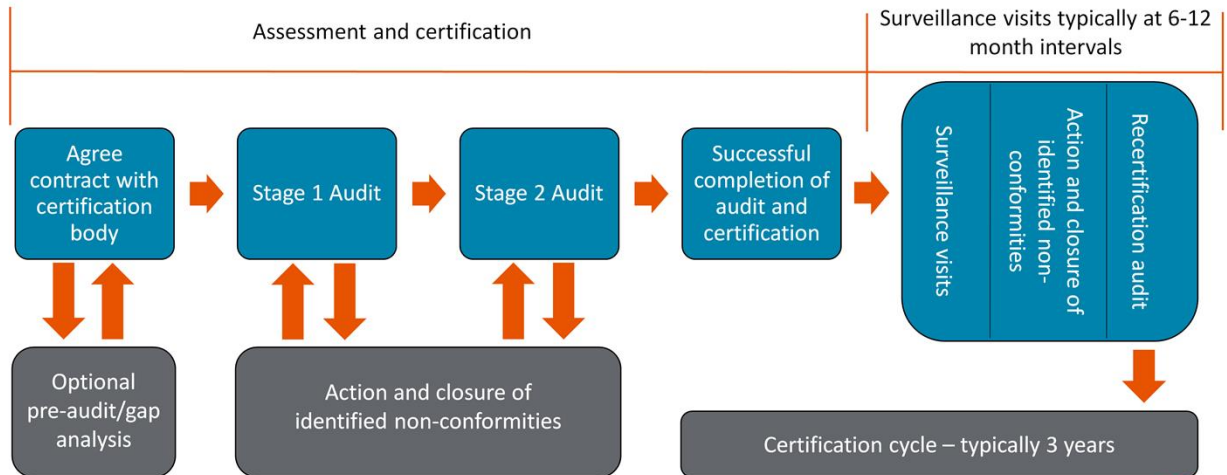 Assessment and certification
Surveillance visits typically at 6-12
month intervals
Agree
contract with
certification
body
Stage 1 Audit
Stage 2 Audit
Successful
completion of
audit and
certification
Surveillance visits
Action and closure of
identified non-
conformities
Recertification audit
Optional
pre-audit/gap
analysis
Action and closure of
identified non-conformities
Certification cycle – typically 3 years